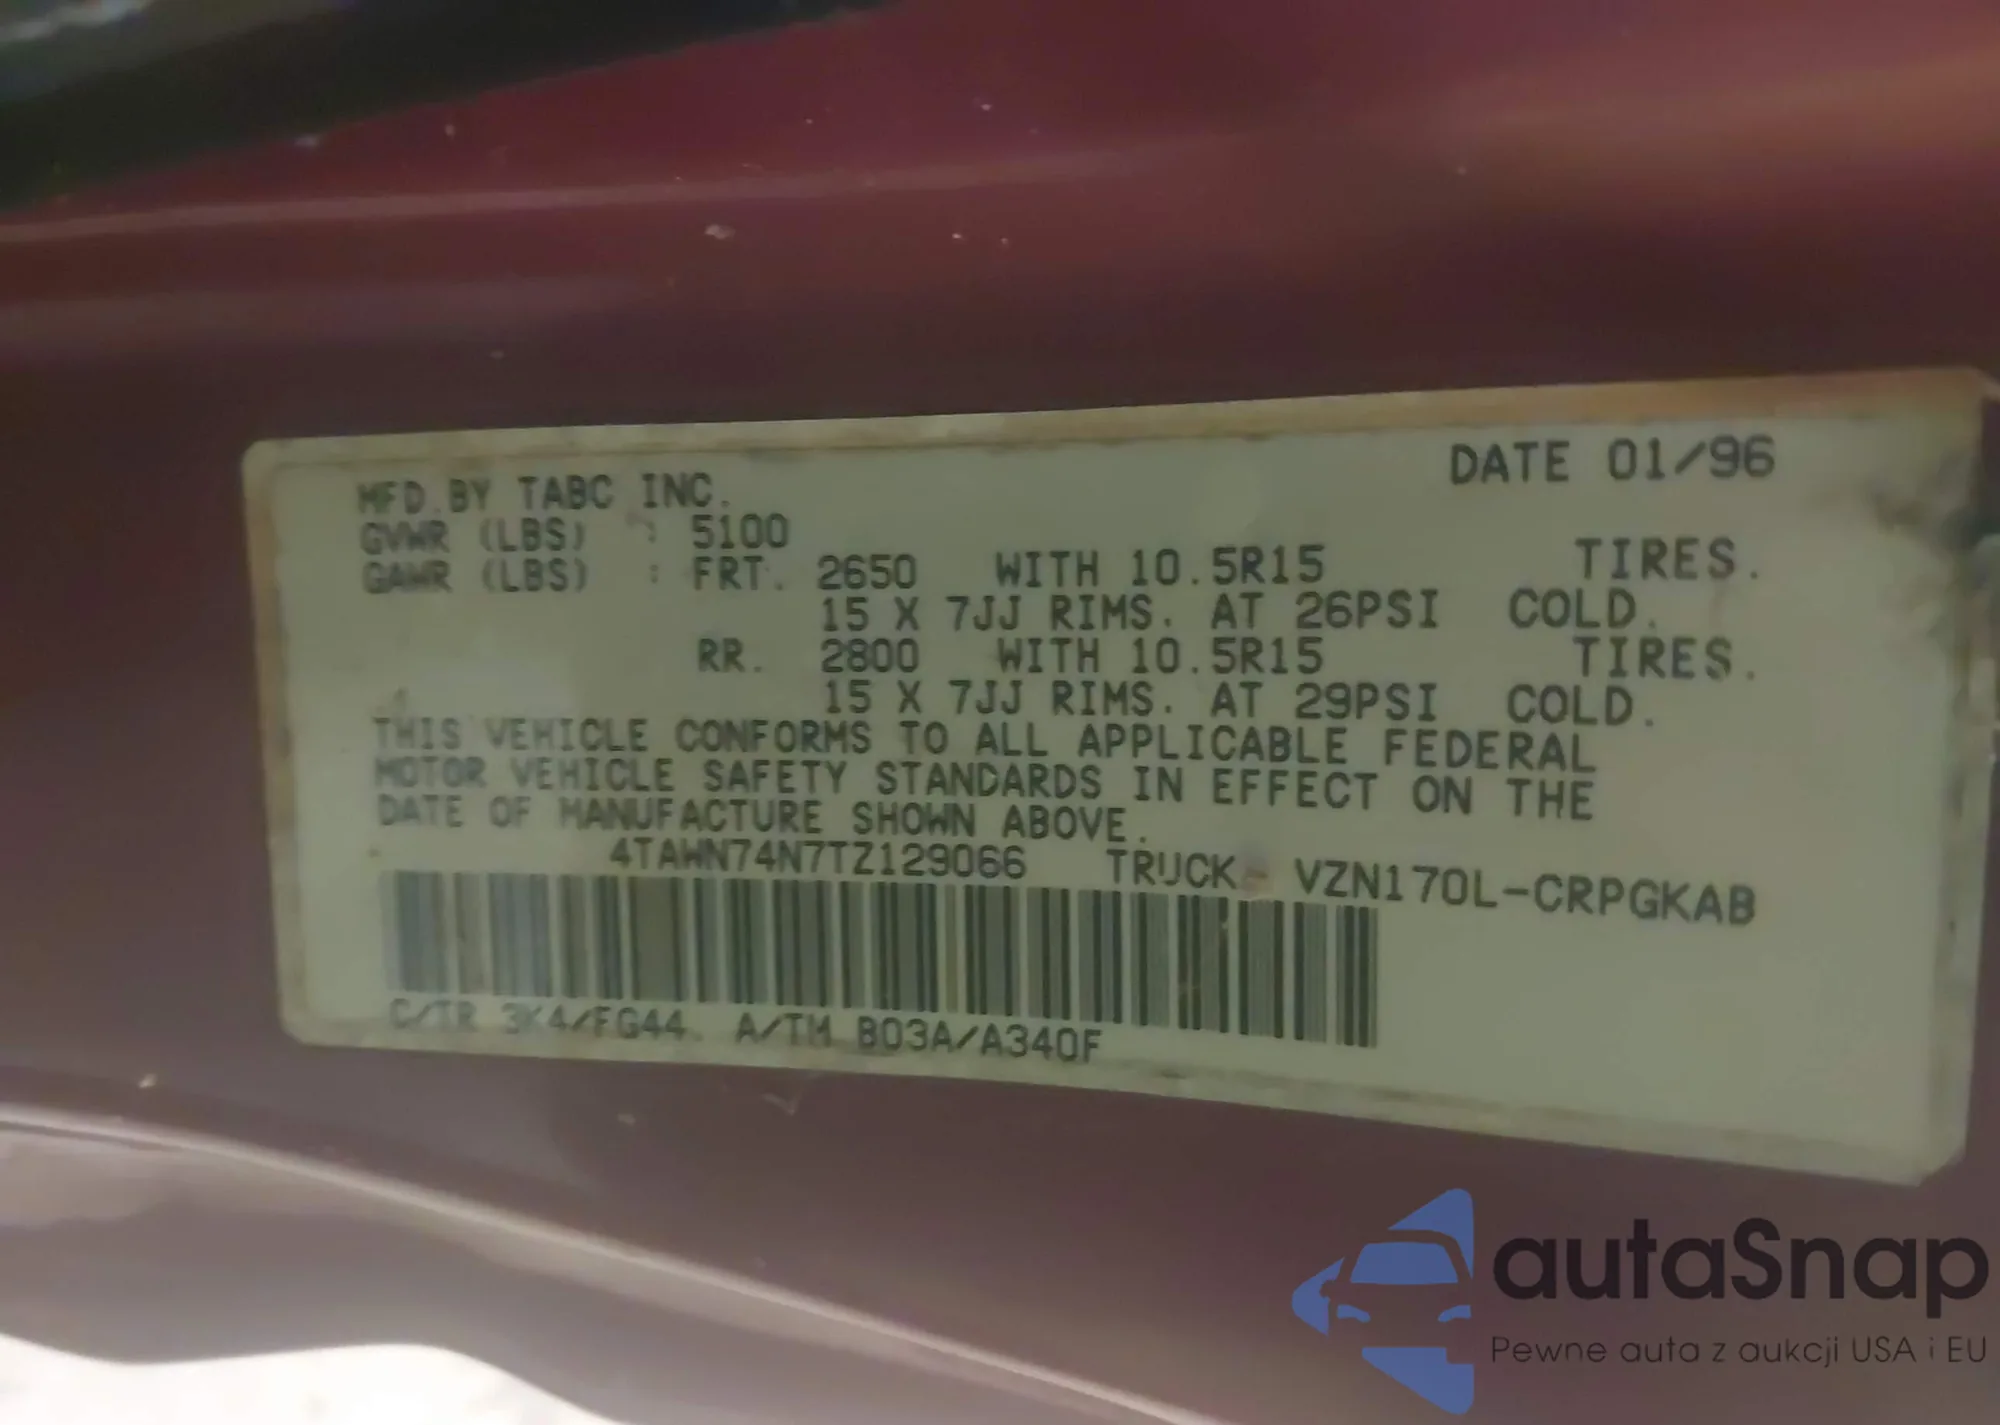 DATE 01/96
MFD.BY TABC INC.
GVWR (LBS) : 5100
GAWR (LBS) : FRT. 2650 WITH 10.5R15 TIRES.
15 X 7JJ RIMS. AT 26PSI COLD.
RR. 2800 WITH 10.5R15 TIRES.
15 X 7JJ RIMS. AT 29PSI COLD.
THIS VEHICLE CONFORMS TO ALL APPLICABLE FEDERAL
MOTOR VEHICLE SAFETY STANDARDS IN EFFECT ON THE
DATE OF MANUFACTURE SHOWN ABOVE.
4TAWN74N7TZ129066 TRUCK VZN170L-CRPGKAB
C/TR 3K4/FG44. A/TM B03A/A340F
autaSnap
Pewne auta z aukcji USA i EU